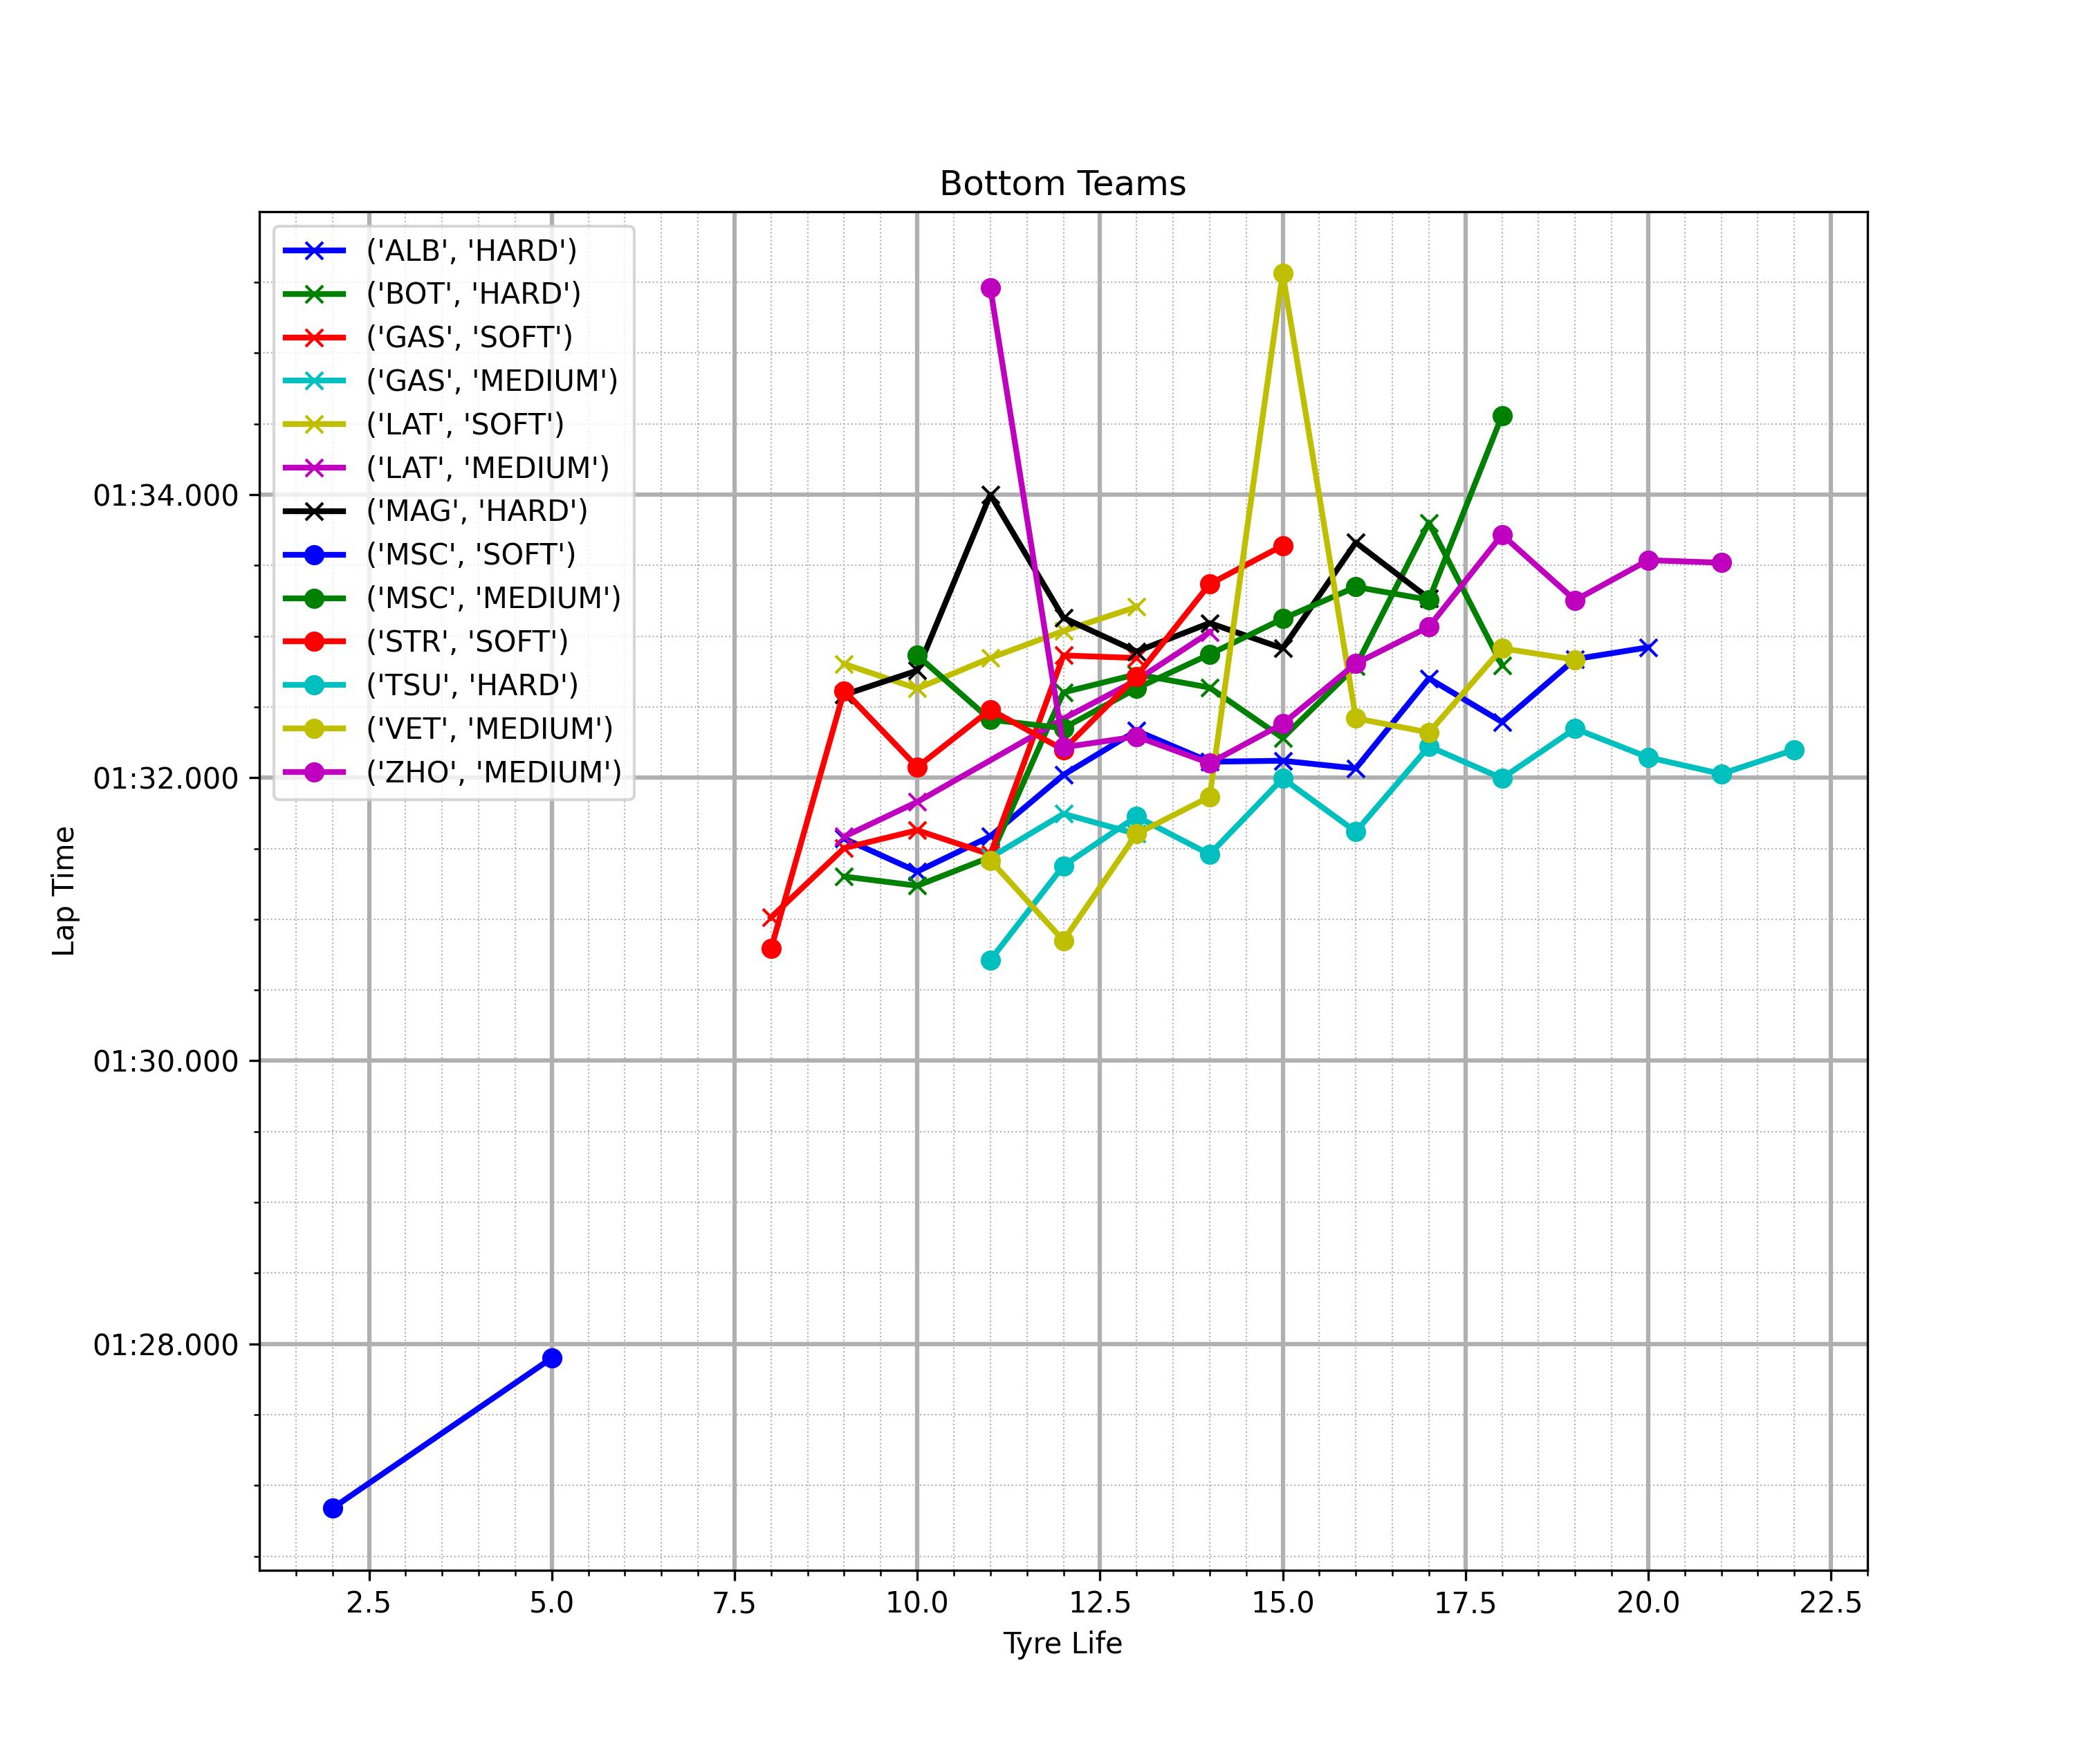 Bottom Teams
('ALB', 'HARD')
('BOT', 'HARD')
('GAS', 'SOFT')
('GAS', 'MEDIUM')
('LAT', 'SOFT')
('LAT', 'MEDIUM')
('MAG', 'HARD')
('MSC', 'SOFT')
('MSC', 'MEDIUM')
('STR', 'SOFT')
('TSU', 'HARD')
('VET', 'MEDIUM')
('ZHO', 'MEDIUM')
01:34.000
01:32.000
01:30.000
01:28.000
Lap Time
2.5 5.0 7.5 10.0 12.5 15.0 17.5 20.0 22.5
Tyre Life